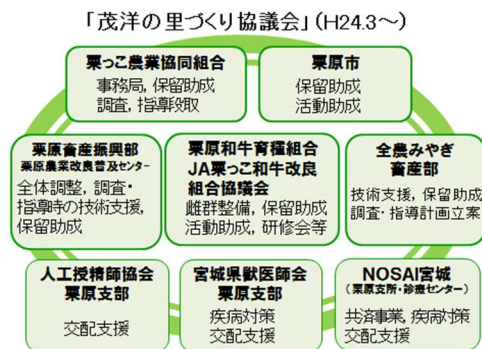 「茂洋の里づくり協議会」(H24.3～)
栗っこ農業協同組合
事務局,保留助成
調査,指導段取
栗原市
保留助成
活動助成
栗原畜産振興部
栗原農業改良普及センター
全体調整,調査・
指導時の技術支援,
保留助成
栗原和牛育種組合
JA栗っこ和牛改良
組合協議会
雌群整備,保留助成
活動助成,研修会等
全農みやぎ
畜産部
技術支援,保留助成
調査・指導計画立案
人工授精師協会
栗原支部
交配支援
宮城県獣医師会
栗原支部
疾病対策
交配支援
NOSAI宮城
(栗原支所・診療センター)
共済事業,疾病対策
交配支援